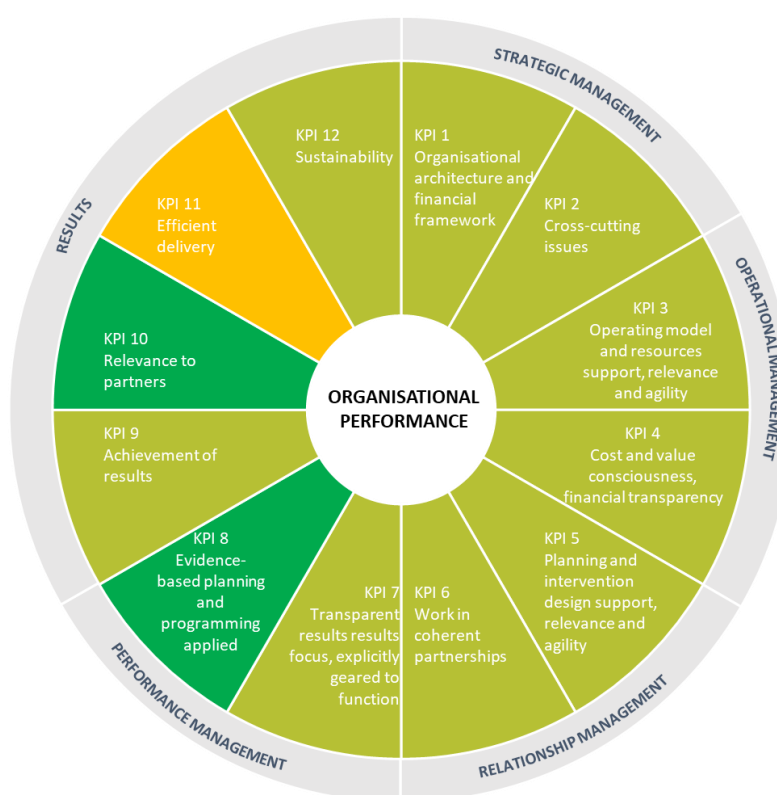 STRATEGIC MANAGEMENT
KPI 1
Organisational
architecture and
financial
framework
KPI 2
Cross-cutting
issues
OPERATIONAL MANAGEMENT
KPI 3
Operating model
and resources
support, relevance
and agility
KPI 4
Cost and value
consciousness,
financial transparency
RELATIONSHIP MANAGEMENT
KPI 5
Planning and
intervention
design support,
relevance and
agility
KPI 6
Work in
coherent
partnerships
PERFORMANCE MANAGEMENT
KPI 7
Transparent
results results
focus, explicitly
geared to
function
KPI 8
Evidence-
based planning
and
programming
applied
RESULTS
KPI 9
Achievement of
results
KPI 10
Relevance to
partners
KPI 11
Efficient
delivery
KPI 12
Sustainability
ORGANISATIONAL
PERFORMANCE